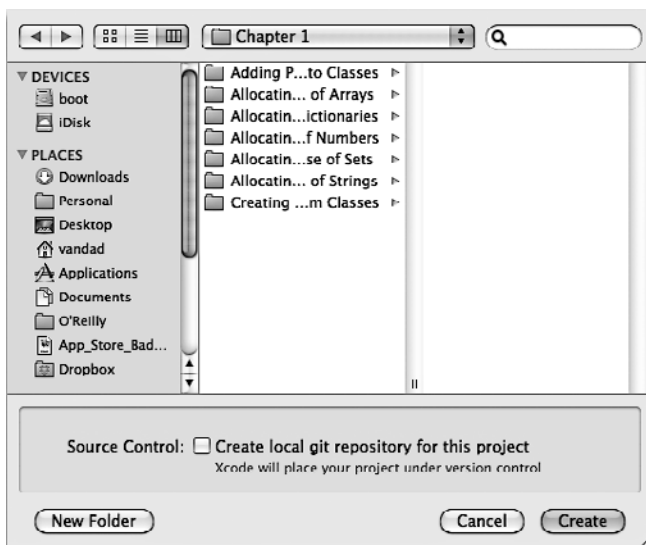 Chapter 1
DEVICES
boot
iDisk
PLACES
Downloads
Personal
Desktop
vandad
Applications
Documents
O'Reilly
App_Store_Bad...
Dropbox
Adding P...to Classes
Allocatin... of Arrays
Allocatin...ictionaries
Allocatin...f Numbers
Allocatin...se of Sets
Allocatin... of Strings
Creating ...m Classes
Source Control: Create local git repository for this project
Xcode will place your project under version control
New Folder
Cancel
Create